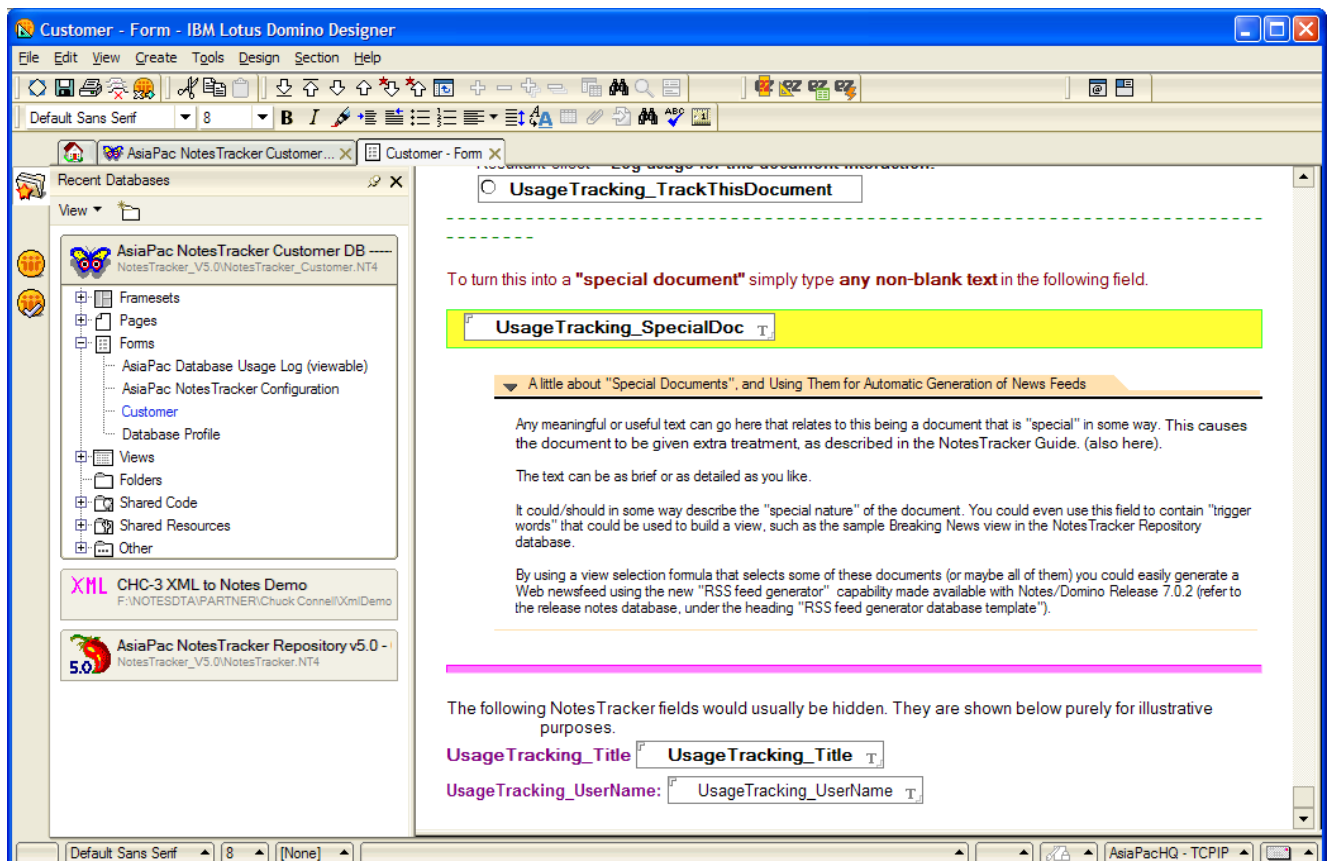 Customer - Form - IBM Lotus Domino Designer
File Edit View Create Tools Design Section Help
Default Sans Serif 8 B I
AsiaPac NotesTracker Customer... Customer - Form
Recent Databases
View
AsiaPac NotesTracker Customer DB -----
NotesTracker_V5.0\NotesTracker_Customer.NT4
Framesets
Pages
Forms
AsiaPac Database Usage Log (viewable)
AsiaPac NotesTracker Configuration
Customer
Database Profile
Views
Folders
Shared Code
Shared Resources
Other
XML CHC-3 XML to Notes Demo
F:\NOTESDTA\PARTNER\Chuck Connell\XmlDemo
AsiaPac NotesTracker Repository v5.0 -
5.0 NotesTracker_V5.0\NotesTracker.NT4
UsageTracking_TrackThisDocument
To turn this into a "special document" simply type any non-blank text in the following field.
UsageTracking_SpecialDoc T
A little about "Special Documents", and Using Them for Automatic Generation of News Feeds
Any meaningful or useful text can go here that relates to this being a document that is "special" in some way. This causes
the document to be given extra treatment, as described in the NotesTracker Guide. (also here).
The text can be as brief or as detailed as you like.
It could/should in some way describe the "special nature" of the document. You could even use this field to contain "trigger
words" that could be used to build a view, such as the sample Breaking News view in the NotesTracker Repository
database.
By using a view selection formula that selects some of these documents (or maybe all of them) you could easily generate a
Web newsfeed using the new "RSS feed generator" capability made available with Notes/Domino Release 7.0.2 (refer to
the release notes database, under the heading "RSS feed generator database template").
The following NotesTracker fields would usually be hidden. They are shown below purely for illustrative
purposes.
UsageTracking_Title UsageTracking_Title T
UsageTracking_UserName: UsageTracking_UserName T
Default Sans Serif 8 [None] AsiaPacHQ - TCPIP